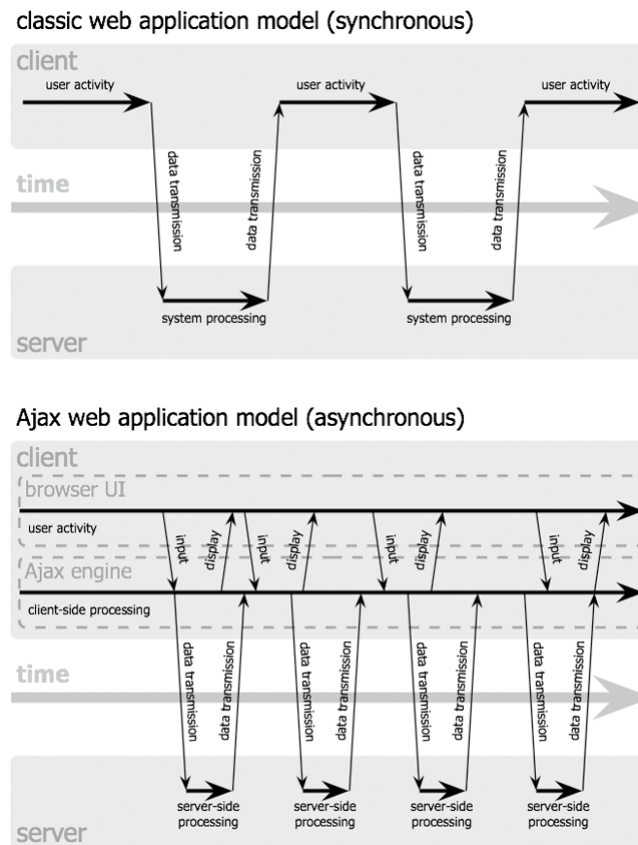 classic web application model (synchronous)
client
user activity
user activity
user activity
data transmission
data transmission
data transmission
data transmission
time
system processing
system processing
server
Ajax web application model (asynchronous)
client
browser UI
user activity
input
display
input
display
input
display
input
display
Ajax engine
client-side processing
data transmission
data transmission
data transmission
data transmission
data transmission
data transmission
data transmission
data transmission
time
server-side
processing
server-side
processing
server-side
processing
server-side
processing
server